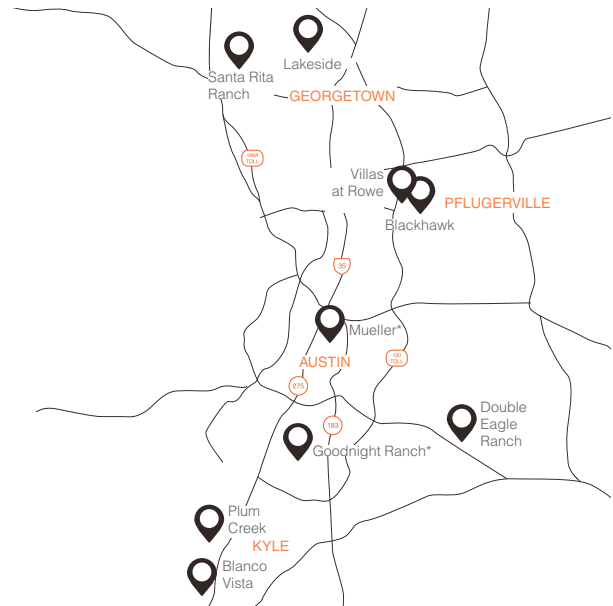 Lakeside
Santa Rita
Ranch
GEORGETOWN
183A
TOLL
Villas
at Rowe
PFLUGERVILLE
Blackhawk
35
Mueller*
AUSTIN
130
TOLL
275
Double
Eagle
Ranch
183
Goodnight Ranch*
Plum
Creek
KYLE
Blanco
Vista